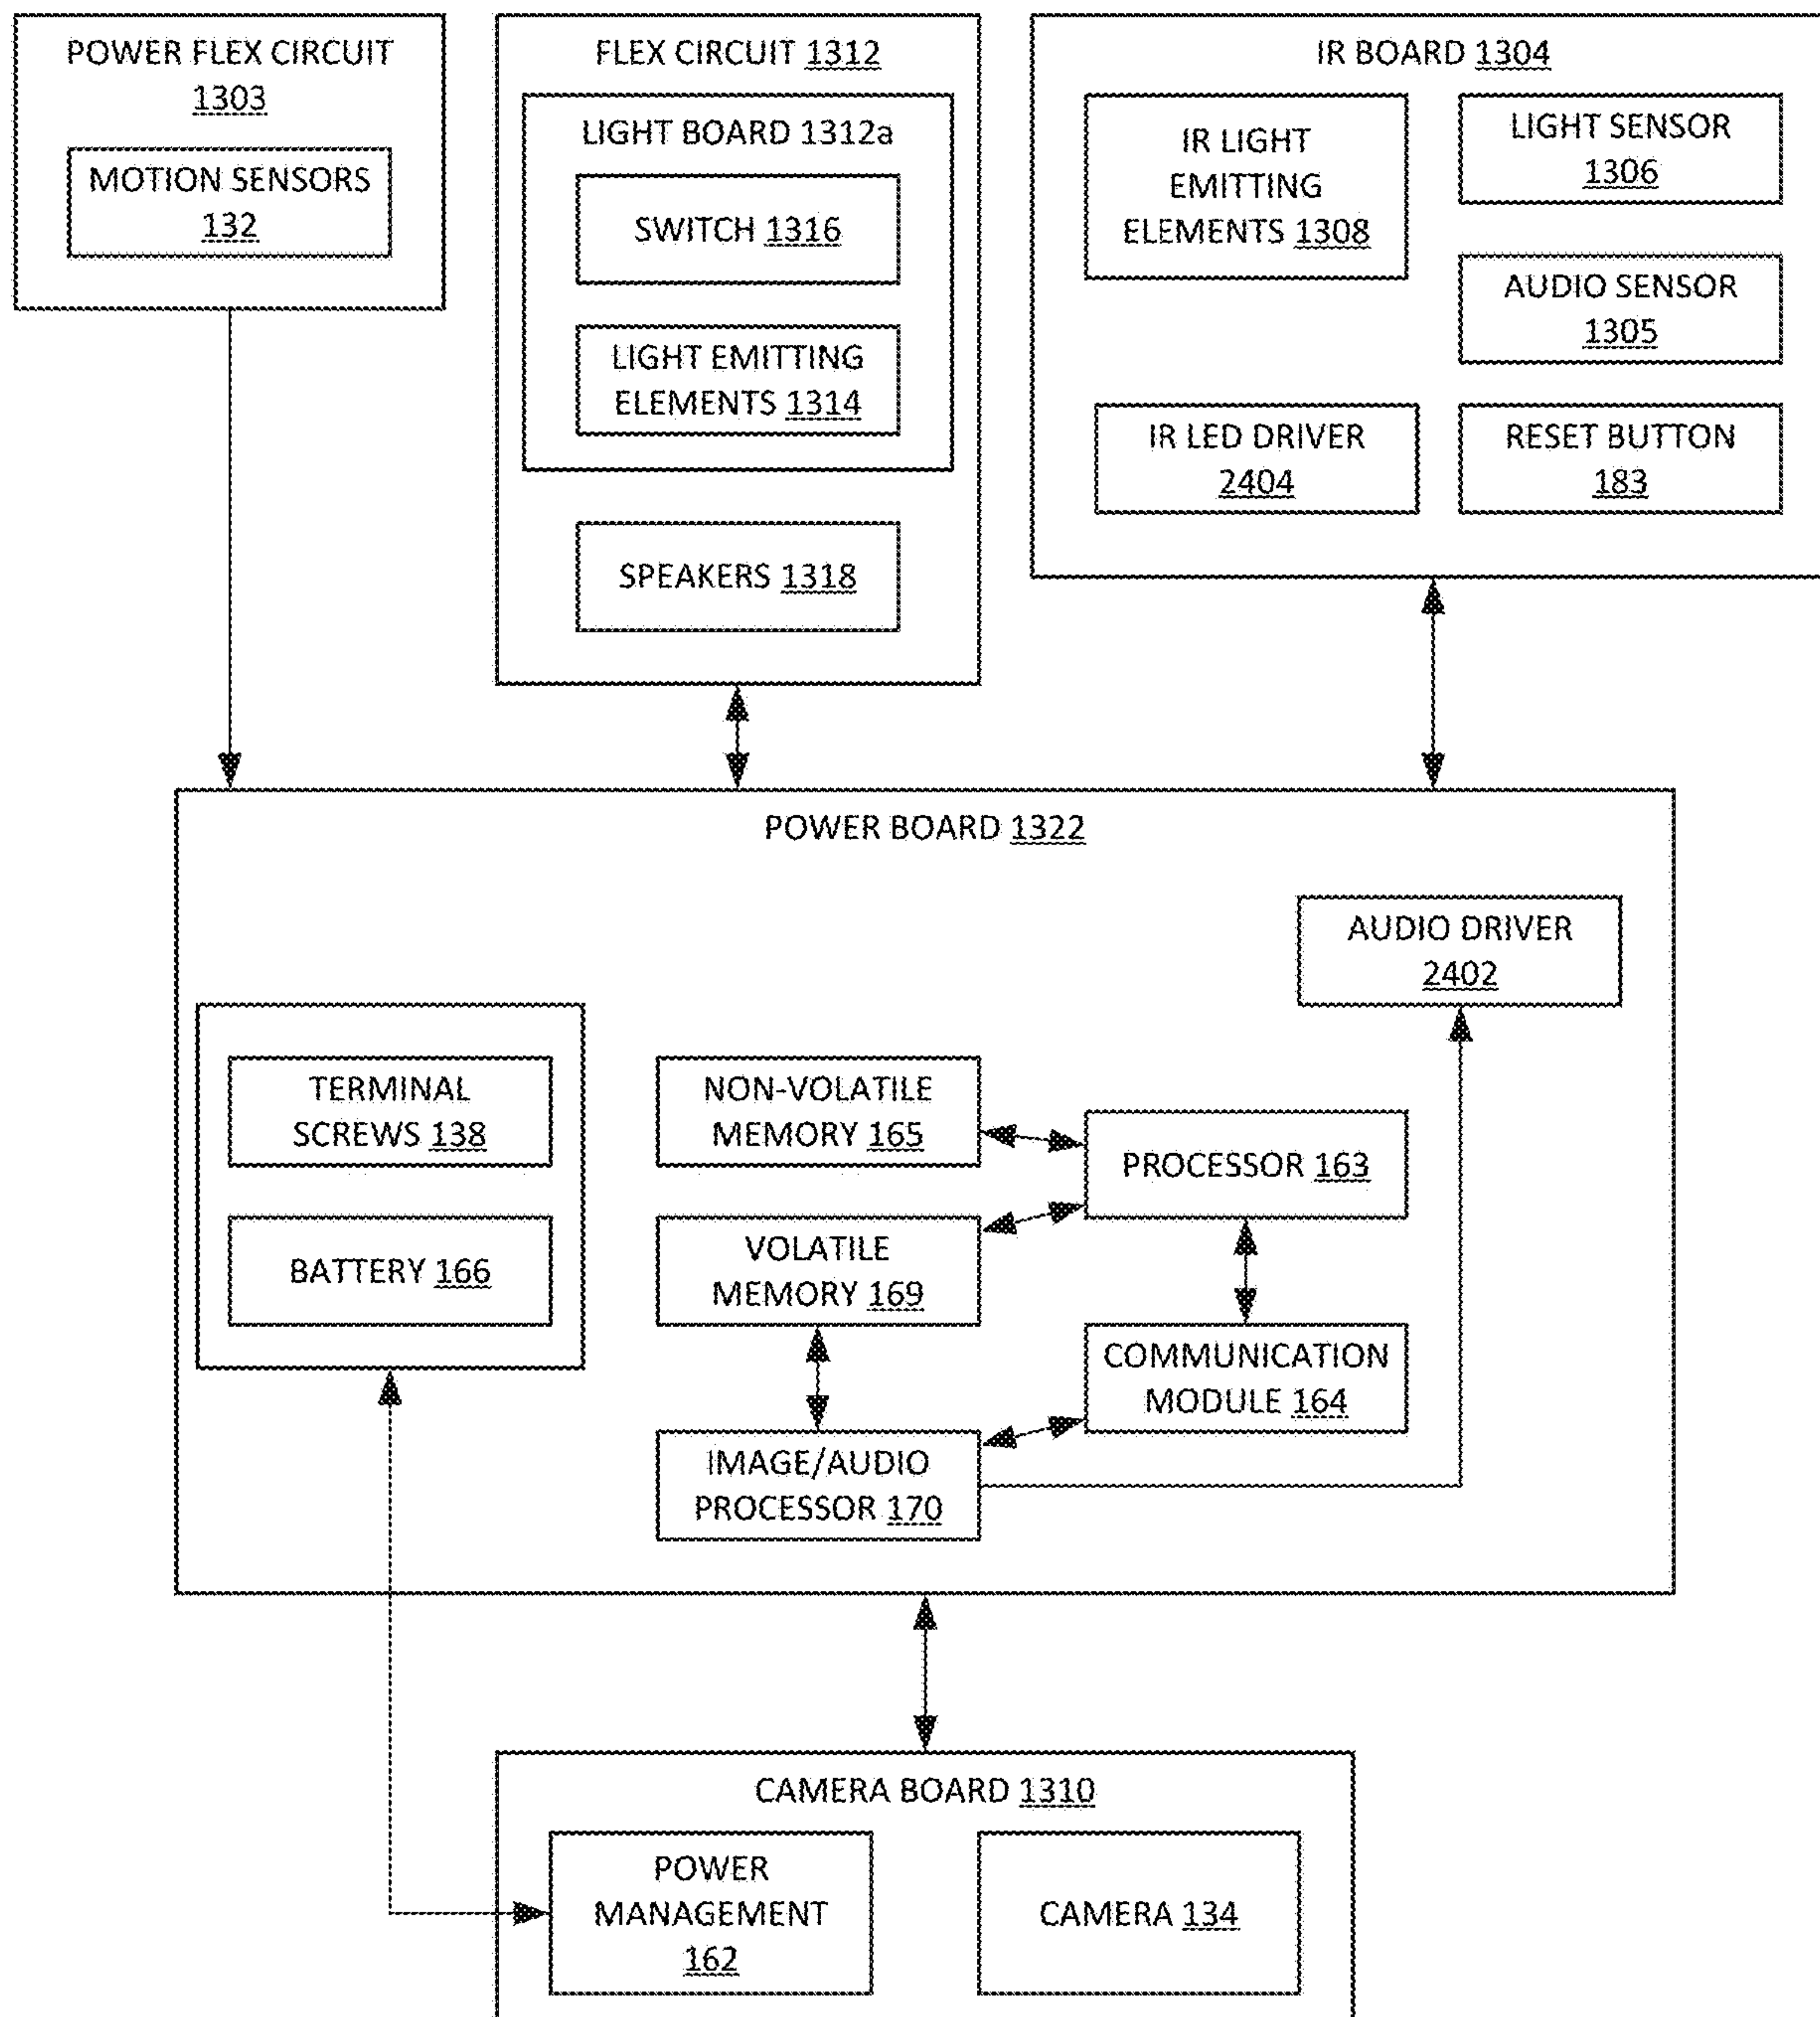 POWER FLEX CIRCUIT
1303
MOTION SENSORS
132
FLEX CIRCUIT 1312
LIGHT BOARD 1312a
SWITCH 1316
LIGHT EMITTING
ELEMENTS 1314
SPEAKERS 1318
IR BOARD 1304
IR LIGHT
EMITTING
ELEMENTS 1308
LIGHT SENSOR
1306
AUDIO SENSOR
1305
IR LED DRIVER
2404
RESET BUTTON
183
POWER BOARD 1322
AUDIO DRIVER
2402
TERMINAL
SCREWS 138
BATTERY 166
NON-VOLATILE
MEMORY 165
PROCESSOR 163
VOLATILE
MEMORY 169
COMMUNICATION
MODULE 164
IMAGE/AUDIO
PROCESSOR 170
CAMERA BOARD 1310
POWER
MANAGEMENT
162
CAMERA 134